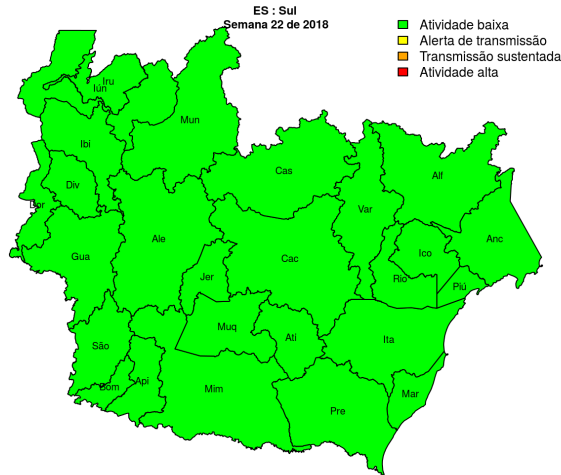 ES : Sul
Semana 22 de 2018
Atividade baixa
Alerta de transmissão
Transmissão sustentada
Atividade alta
Iru
Iún
Mun
Ibi
Cas
Alf
Div
Dor
Var
Ale
Anc
Ico
Gua
Cac
Jer
Rio
Piú
Muq
Ati
Ita
São
Api
Bom
Mim
Mar
Pre